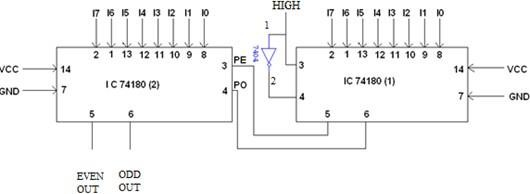 HIGH
I7 I6 I5 I4 I3 I2 I1 I0
1
I7 I6 I5 I4 I3 I2 I1 I0
2 1 13 12 11 10 9 8
7404
2 1 13 12 11 10 9 8
VCC 14
3 PE
3
14 VCC
IC 74180 (2)
IC 74180 (1)
GND 7
4 PO
2
4
7 GND
5 6
5 6
EVEN OUT
ODD OUT